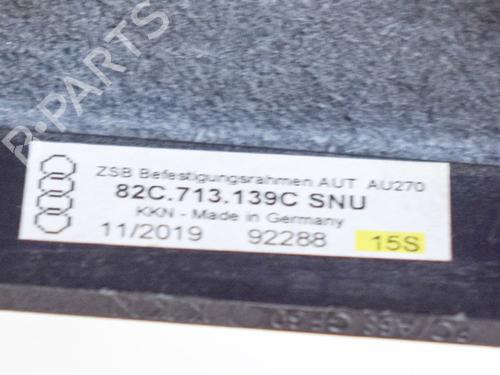 B-PARTS
ZSB Befestigungsrahmen AUT AU270
82C.713.139C SNU
KKN - Made in Germany
11/2019 92288 15S